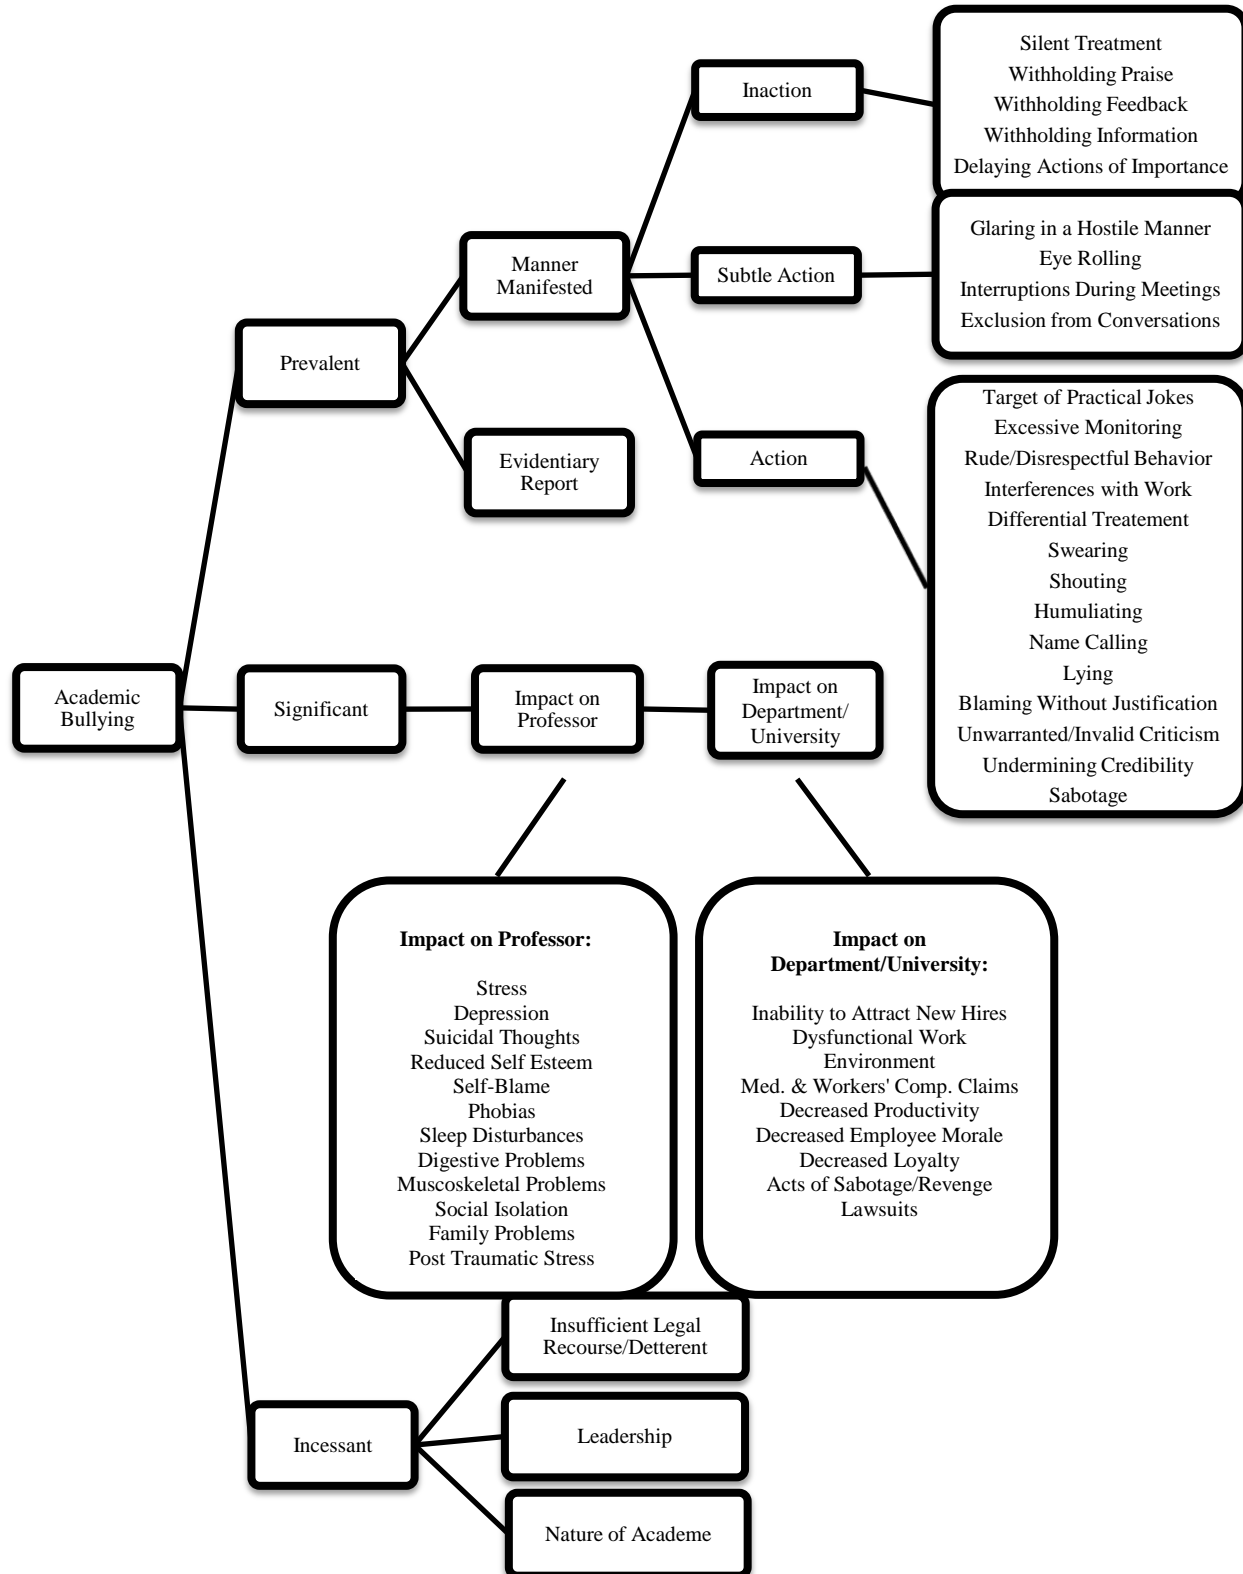 Silent Treatment
Withholding Praise
Withholding Feedback
Withholding Information
Delaying Actions of Importance
Inaction
Glaring in a Hostile Manner
Eye Rolling
Interruptions During Meetings
Exclusion from Conversations
Manner
Manifested
Subtle Action
Prevalent
Target of Practical Jokes
Excessive Monitoring
Rude/Disrespectful Behavior
Interferences with Work
Differential Treatement
Swearing
Shouting
Humuliating
Name Calling
Lying
Blaming Without Justification
Unwarranted/Invalid Criticism
Undermining Credibility
Sabotage
Action
Evidentiary
Report
Academic
Bullying
Significant
Impact on
Professor
Impact on
Department/
University
Impact on Professor:
Stress
Depression
Suicidal Thoughts
Reduced Self Esteem
Self-Blame
Phobias
Sleep Disturbances
Digestive Problems
Muscoskeletal Problems
Social Isolation
Family Problems
Post Traumatic Stress
Impact on
Department/University:
Inability to Attract New Hires
Dysfunctional Work
Environment
Med. & Workers' Comp. Claims
Decreased Productivity
Decreased Employee Morale
Decreased Loyalty
Acts of Sabotage/Revenge
Lawsuits
Insufficient Legal
Recourse/Detterent
Incessant
Leadership
Nature of Academe